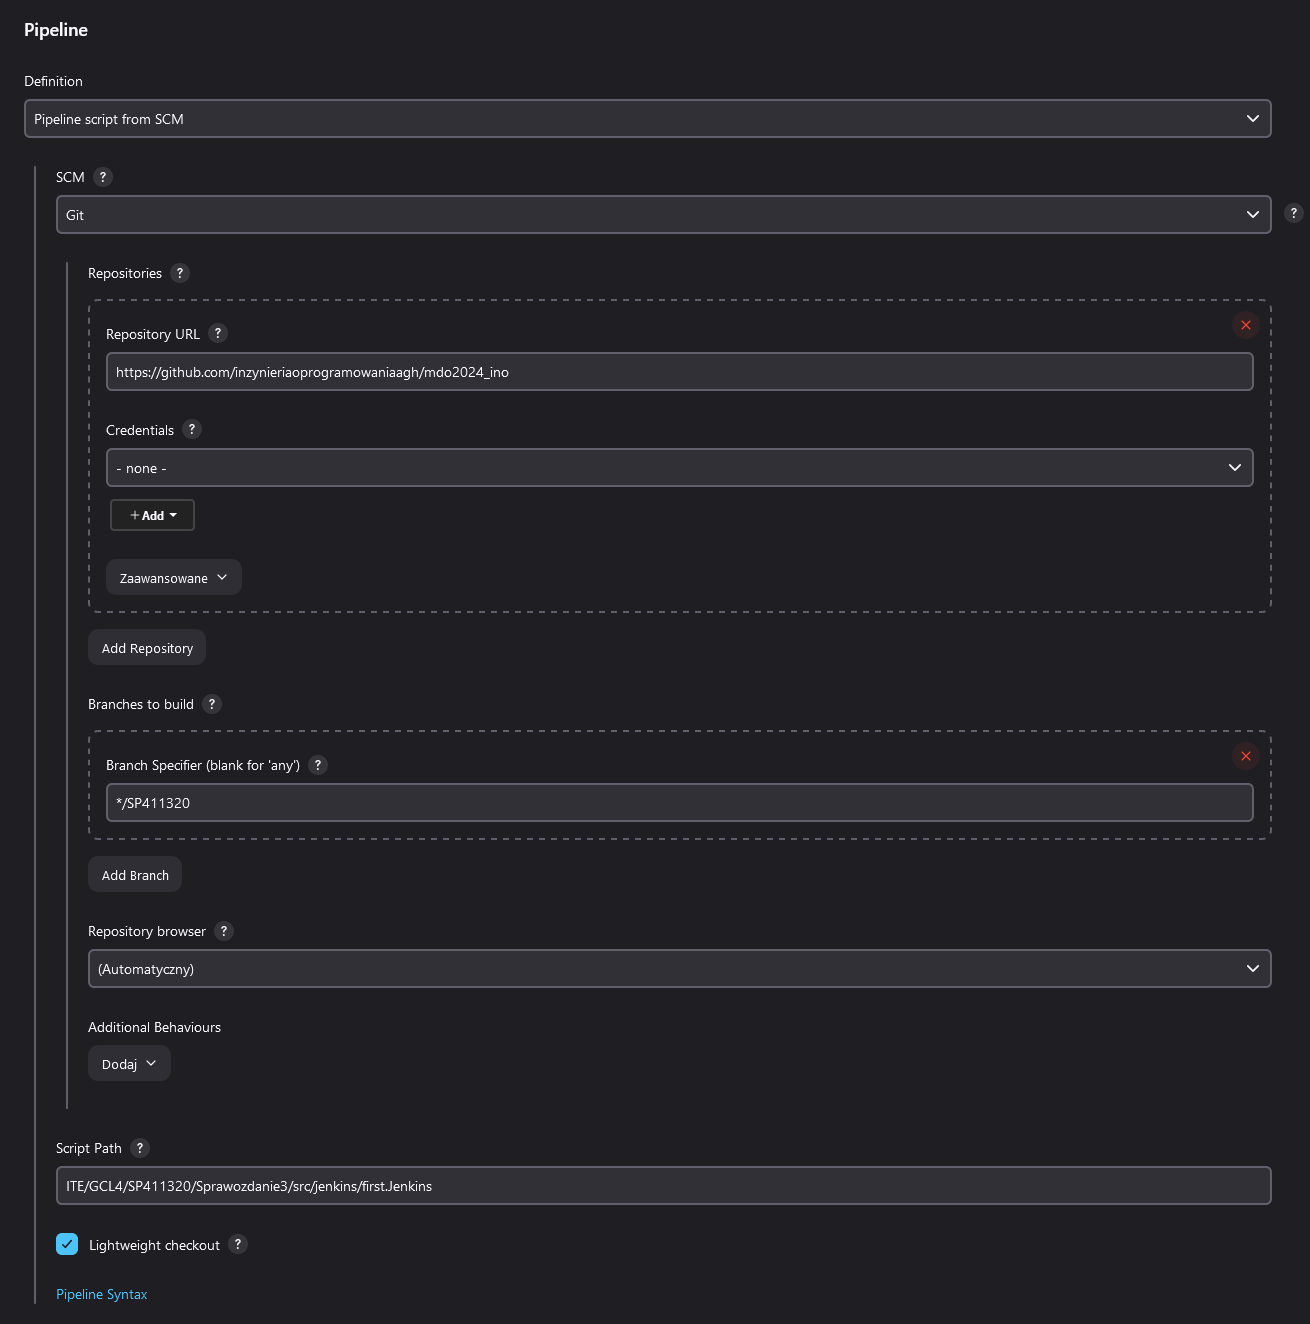 Pipeline
Definition
Pipeline script from SCM
SCM ?
Git
?
Repositories ?
Repository URL ?
https://github.com/inzynieriaoprogramowaniaagh/mdo2024_ino
Credentials ?
- none -
+ Add
Zaawansowane
Add Repository
Branches to build ?
Branch Specifier (blank for 'any') ?
*/SP411320
Add Branch
Repository browser ?
(Automatyczny)
Additional Behaviours
Dodaj
Script Path ?
ITE/GCL4/SP411320/Sprawozdanie3/src/jenkins/first.Jenkins
Lightweight checkout ?
Pipeline Syntax